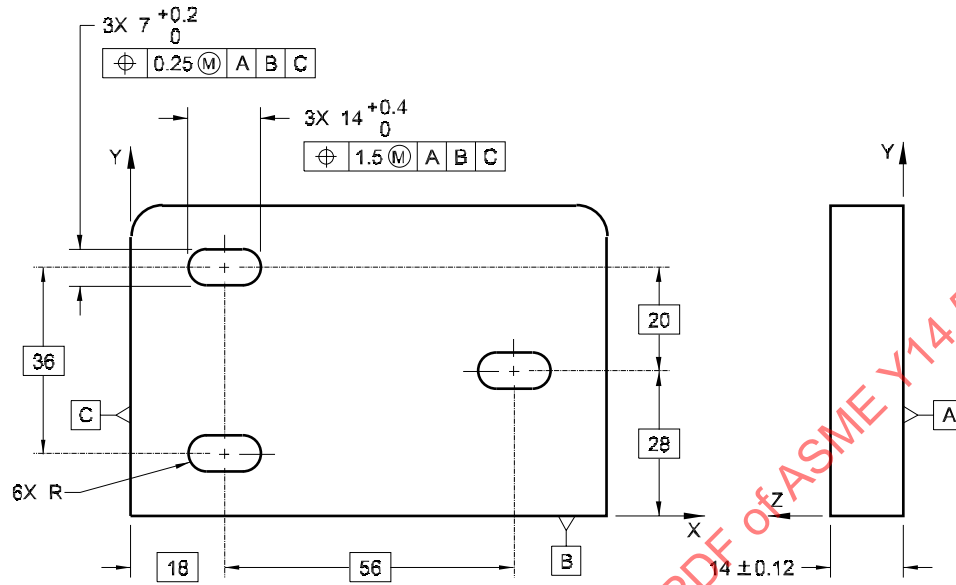 3X 7 +0.2
0
⌖ 0.25 Ⓜ A B C
3X 14 +0.4
0
⌖ 1.5 Ⓜ A B C
Y
Y
20
36
C
A
28
6X R
X
Z
B
18
56
14 ±0.12
PDF of ASME Y14.5